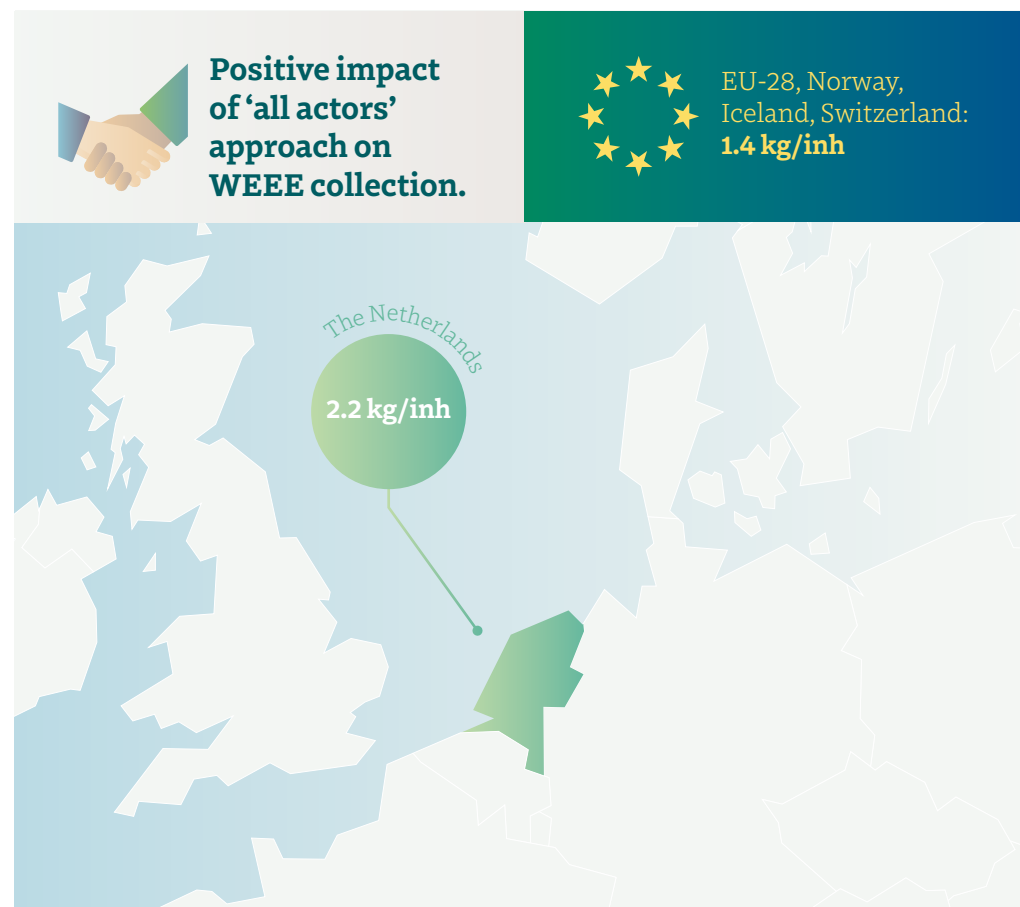 Positive impact
of ‘all actors’
approach on
WEEE collection.
EU-28, Norway,
Iceland, Switzerland:
1.4 kg/inh
The Netherlands
2.2 kg/inh